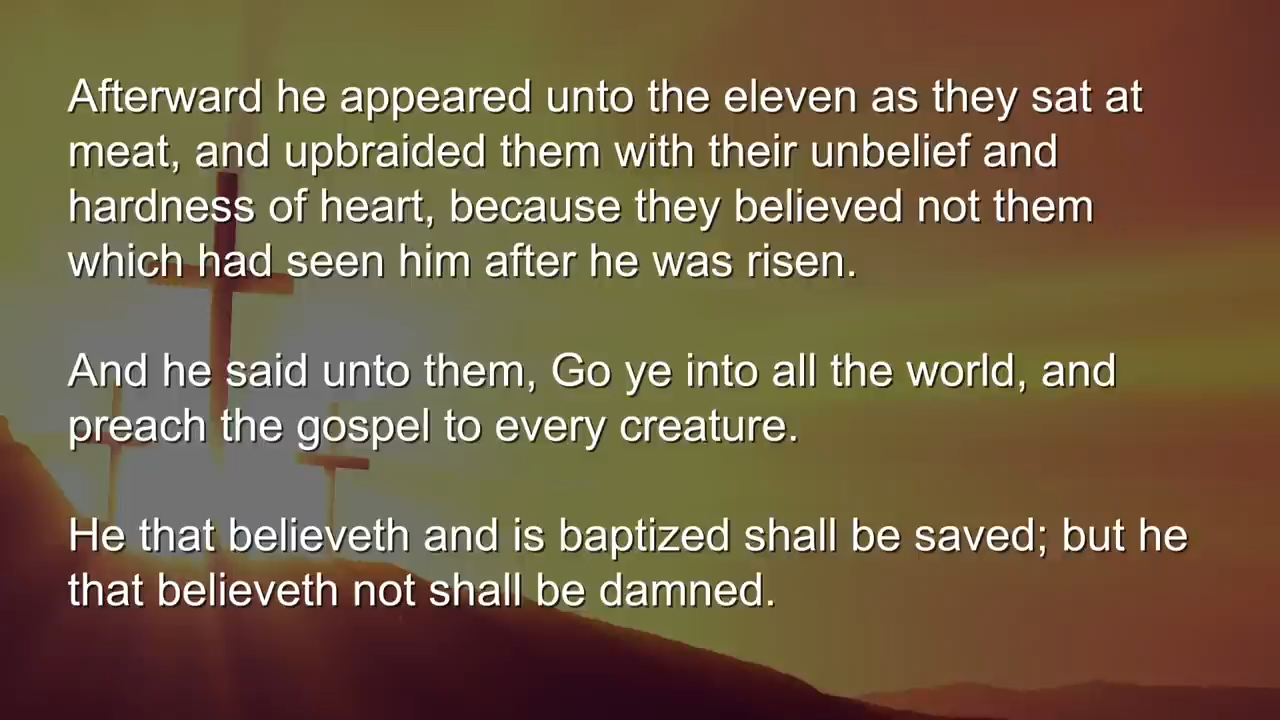 Afterward he appeared unto the eleven as they sat at
meat, and upbraided them with their unbelief and
hardness of heart, because they believed not them
which had seen him after he was risen.
And he said unto them, Go ye into all the world, and
preach the gospel to every creature.
He that believeth and is baptized shall be saved; but he
that believeth not shall be damned.